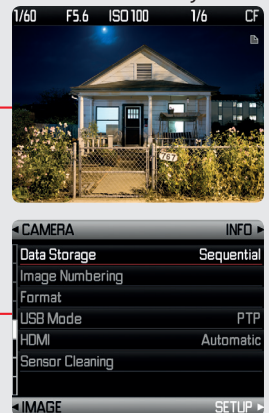 1/60 F5.6 ISO 100 1/6 CF
767
CAMERA INFO
Data Storage Sequential
Image Numbering
Format
USB Mode PTP
HDMI Automatic
Sensor Cleaning
IMAGE SETUP